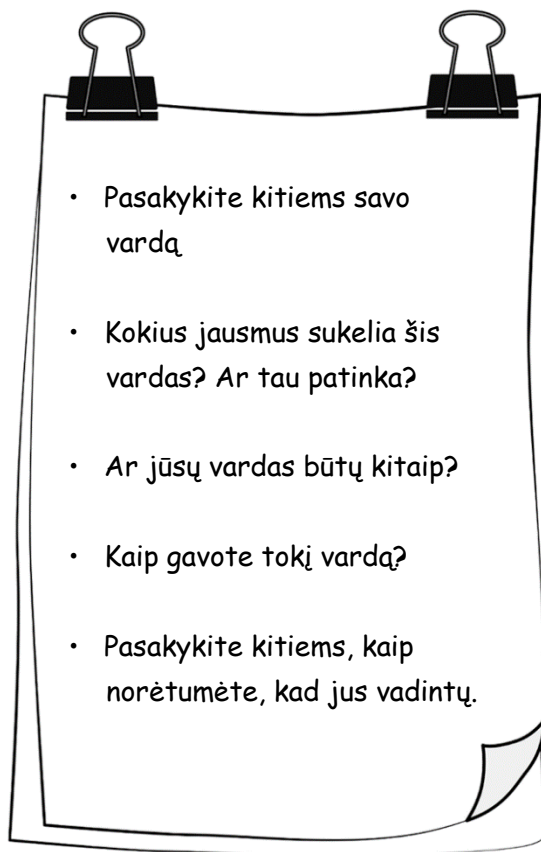 • Pasakykite kitiems savo
vardą
• Kokius jausmus sukelia šis
vardas? Ar tau patinka?
• Ar jūsų vardas būtų kitaip?
• Kaip gavote tokį vardą?
• Pasakykite kitiems, kaip
norėtumėte, kad jus vadintų.